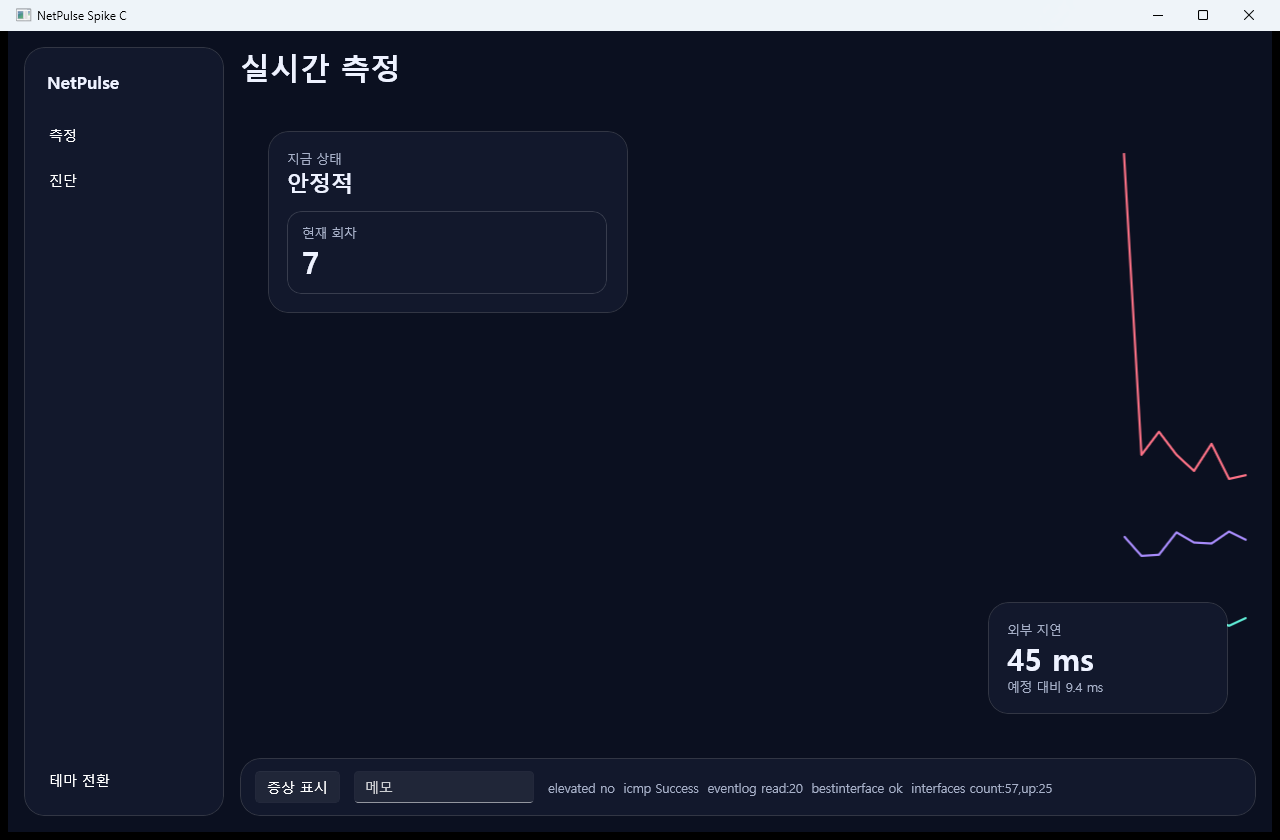 NetPulse Spike C
NetPulse
측정
진단
테마 전환
실시간 측정
지금 상태
안정적
현재 회차
7
외부 지연
45 ms
예정 대비 9.4 ms
증상 표시
메모
elevated no icmp Success eventlog read:20 bestinterface ok interfaces count:57,up:25